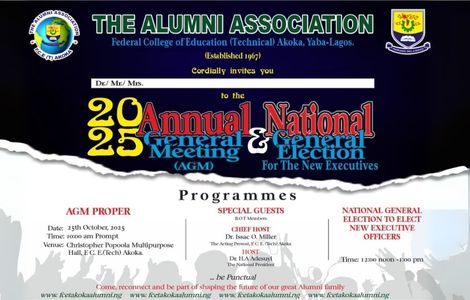 THE ALUMNI ASSOCIATION
Federal College of Education (Technical) Akoka, Yaba-Lagos.
(Established 1967)
Cordially invites you
Dr./ Mr./ Mrs.
to the
2025 Annual National
General & General
Meeting Election
(AGM) For The New Executives
Programmes
AGM PROPER
Date: 25th October, 2025
Time: 10:00 am Prompt
Venue: Christopher Popoola Multipurpose
Hall, F.C. E.(Tech) Akoka.
SPECIAL GUESTS
B.O.T Members
CHIEF HOST
Dr. Issac O. Miller
The Acting Provost, F.C. E. (Tech) Akoka
HOST
Dr. H.A Adesuyi
The National President
NATIONAL GENERAL
ELECTION TO ELECT
NEW EXECUTIVE
OFFICERS
Time: 12:00 noon -1:00 pm
... be Punctual
Come, reconnect and be part of shaping the future of our great Alumni family
www.fcetakokaalumni.ng www.fcetakokaalumni.ng www.fcetakokaalumni.ng